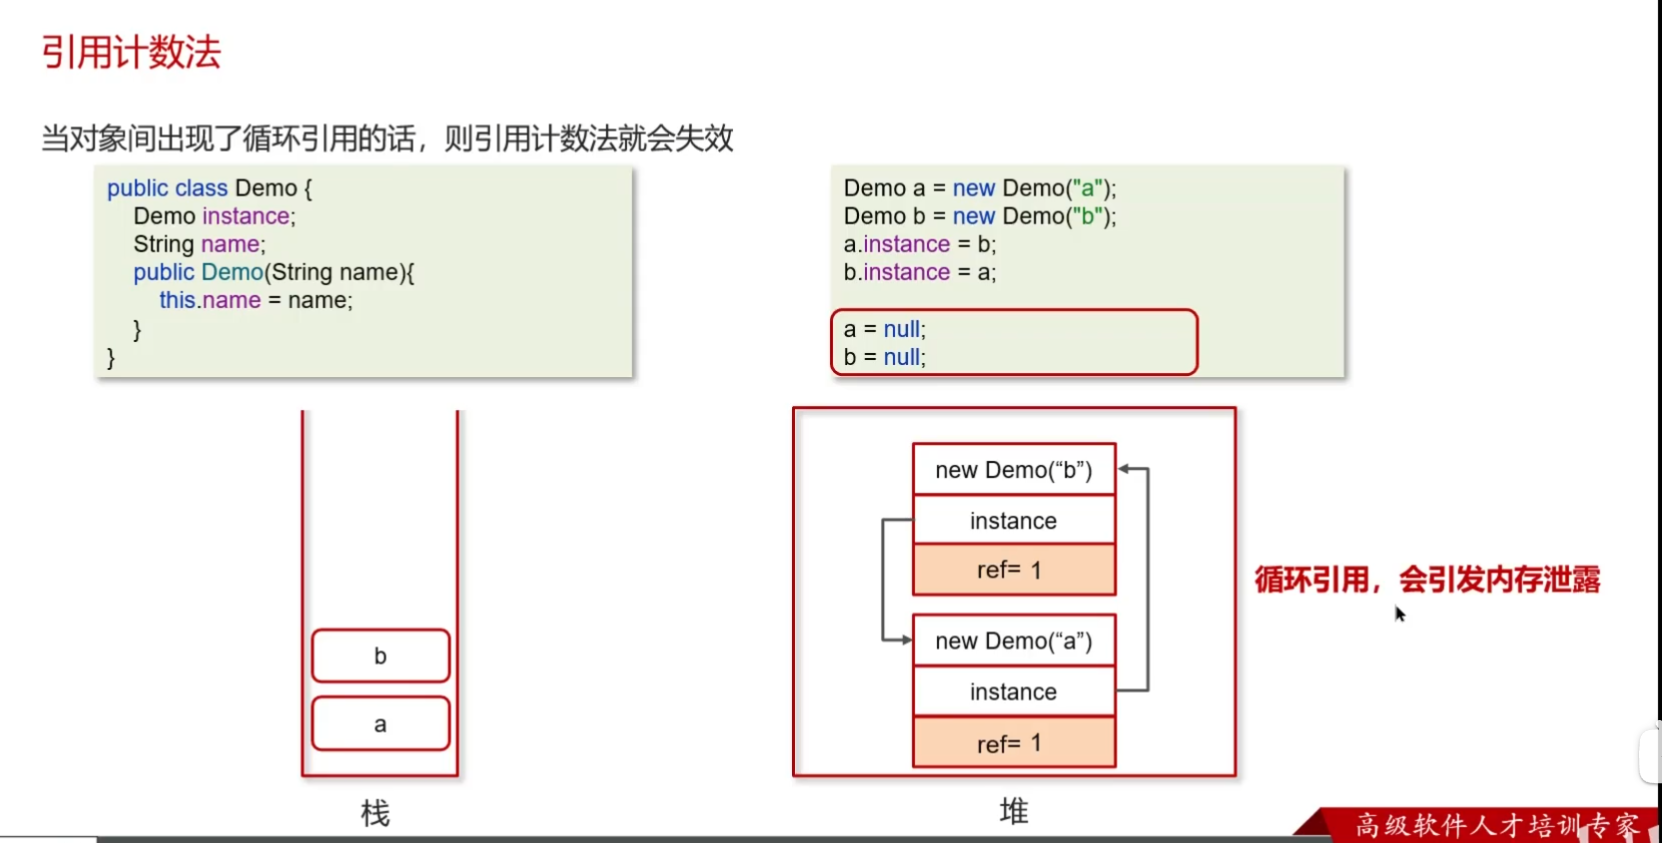 引用计数法
当对象间出现了循环引用的话，则引用计数法就会失效
public class Demo {
Demo instance;
String name;
public Demo(String name){
this.name = name;
}
}
Demo a = new Demo("a");
Demo b = new Demo("b");
a.instance = b;
b.instance = a;
a = null;
b = null;
b
a
栈
new Demo(“b”)
instance
ref= 1
new Demo(“a”)
instance
ref= 1
堆
循环引用，会引发内存泄露
高级软件人才培训专家